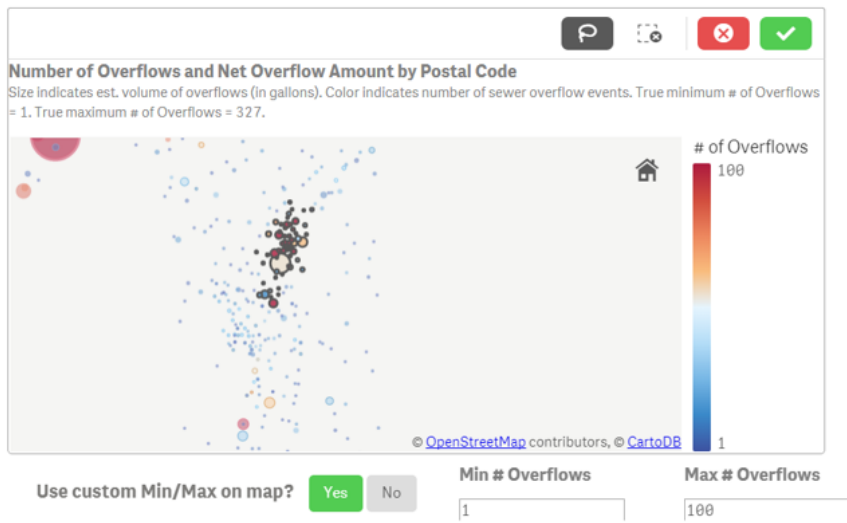 Number of Overflows and Net Overflow Amount by Postal Code
Size indicates est. volume of overflows (in gallons). Color indicates number of sewer overflow events. True minimum # of Overflows
= 1. True maximum # of Overflows = 327.
# of Overflows
100
© OpenStreetMap contributors, © CartoDB
1
Use custom Min/Max on map?
Yes
No
Min # Overflows
1
Max # Overflows
100